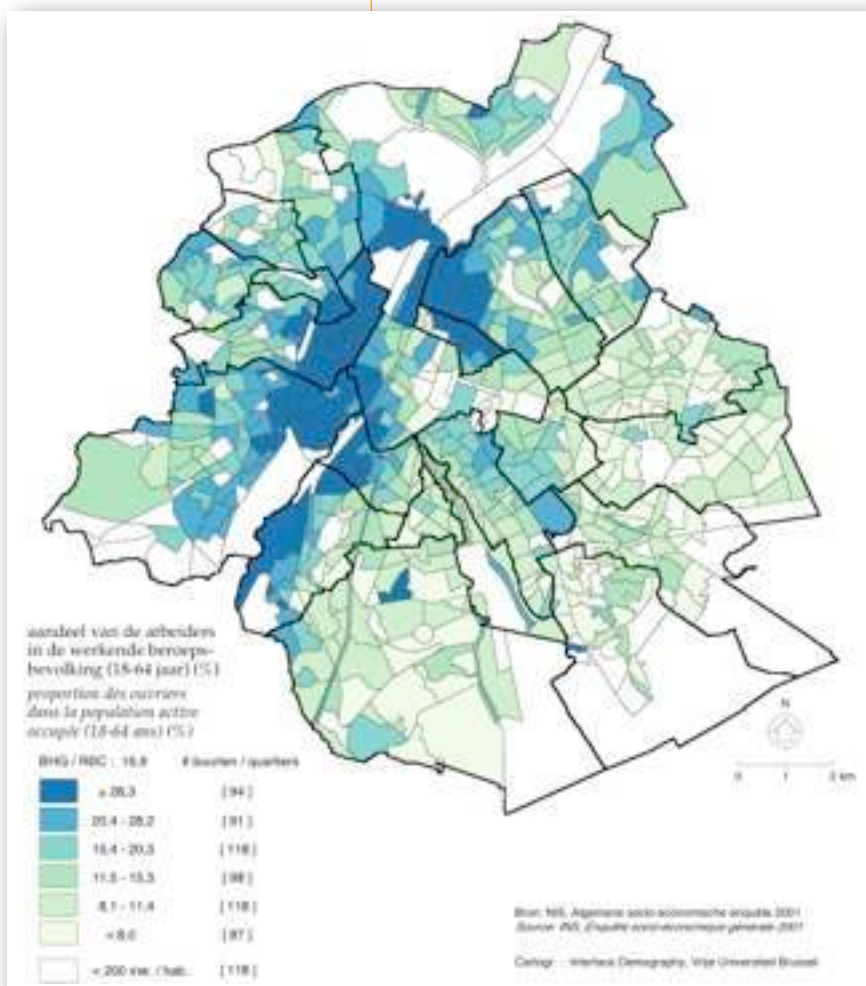 aandeel van de arbeiders
in de werkende beroeps-
bevolking (18-64 jaar) (%)
proportion des ouvriers
dans la population active
occupée (18-64 ans) (%)
BHG / RBC : 16,9 # buurten / quartiers
≥ 28,3 [ 94 ]
20,4 - 28,2 [ 91 ]
15,4 - 20,3 [ 118 ]
11,5 - 15,3 [ 98 ]
8,1 - 11,4 [ 118 ]
< 8,0 [ 87 ]
< 200 inw. / hab. [ 118 ]
N
0 1 2 km
Bron: NIS, Algemene socio-economische enquête 2001
Source: INS, Enquête socio-économique générale 2001
Cartogr. : Interface Demography, Vrije Universiteit Brussel